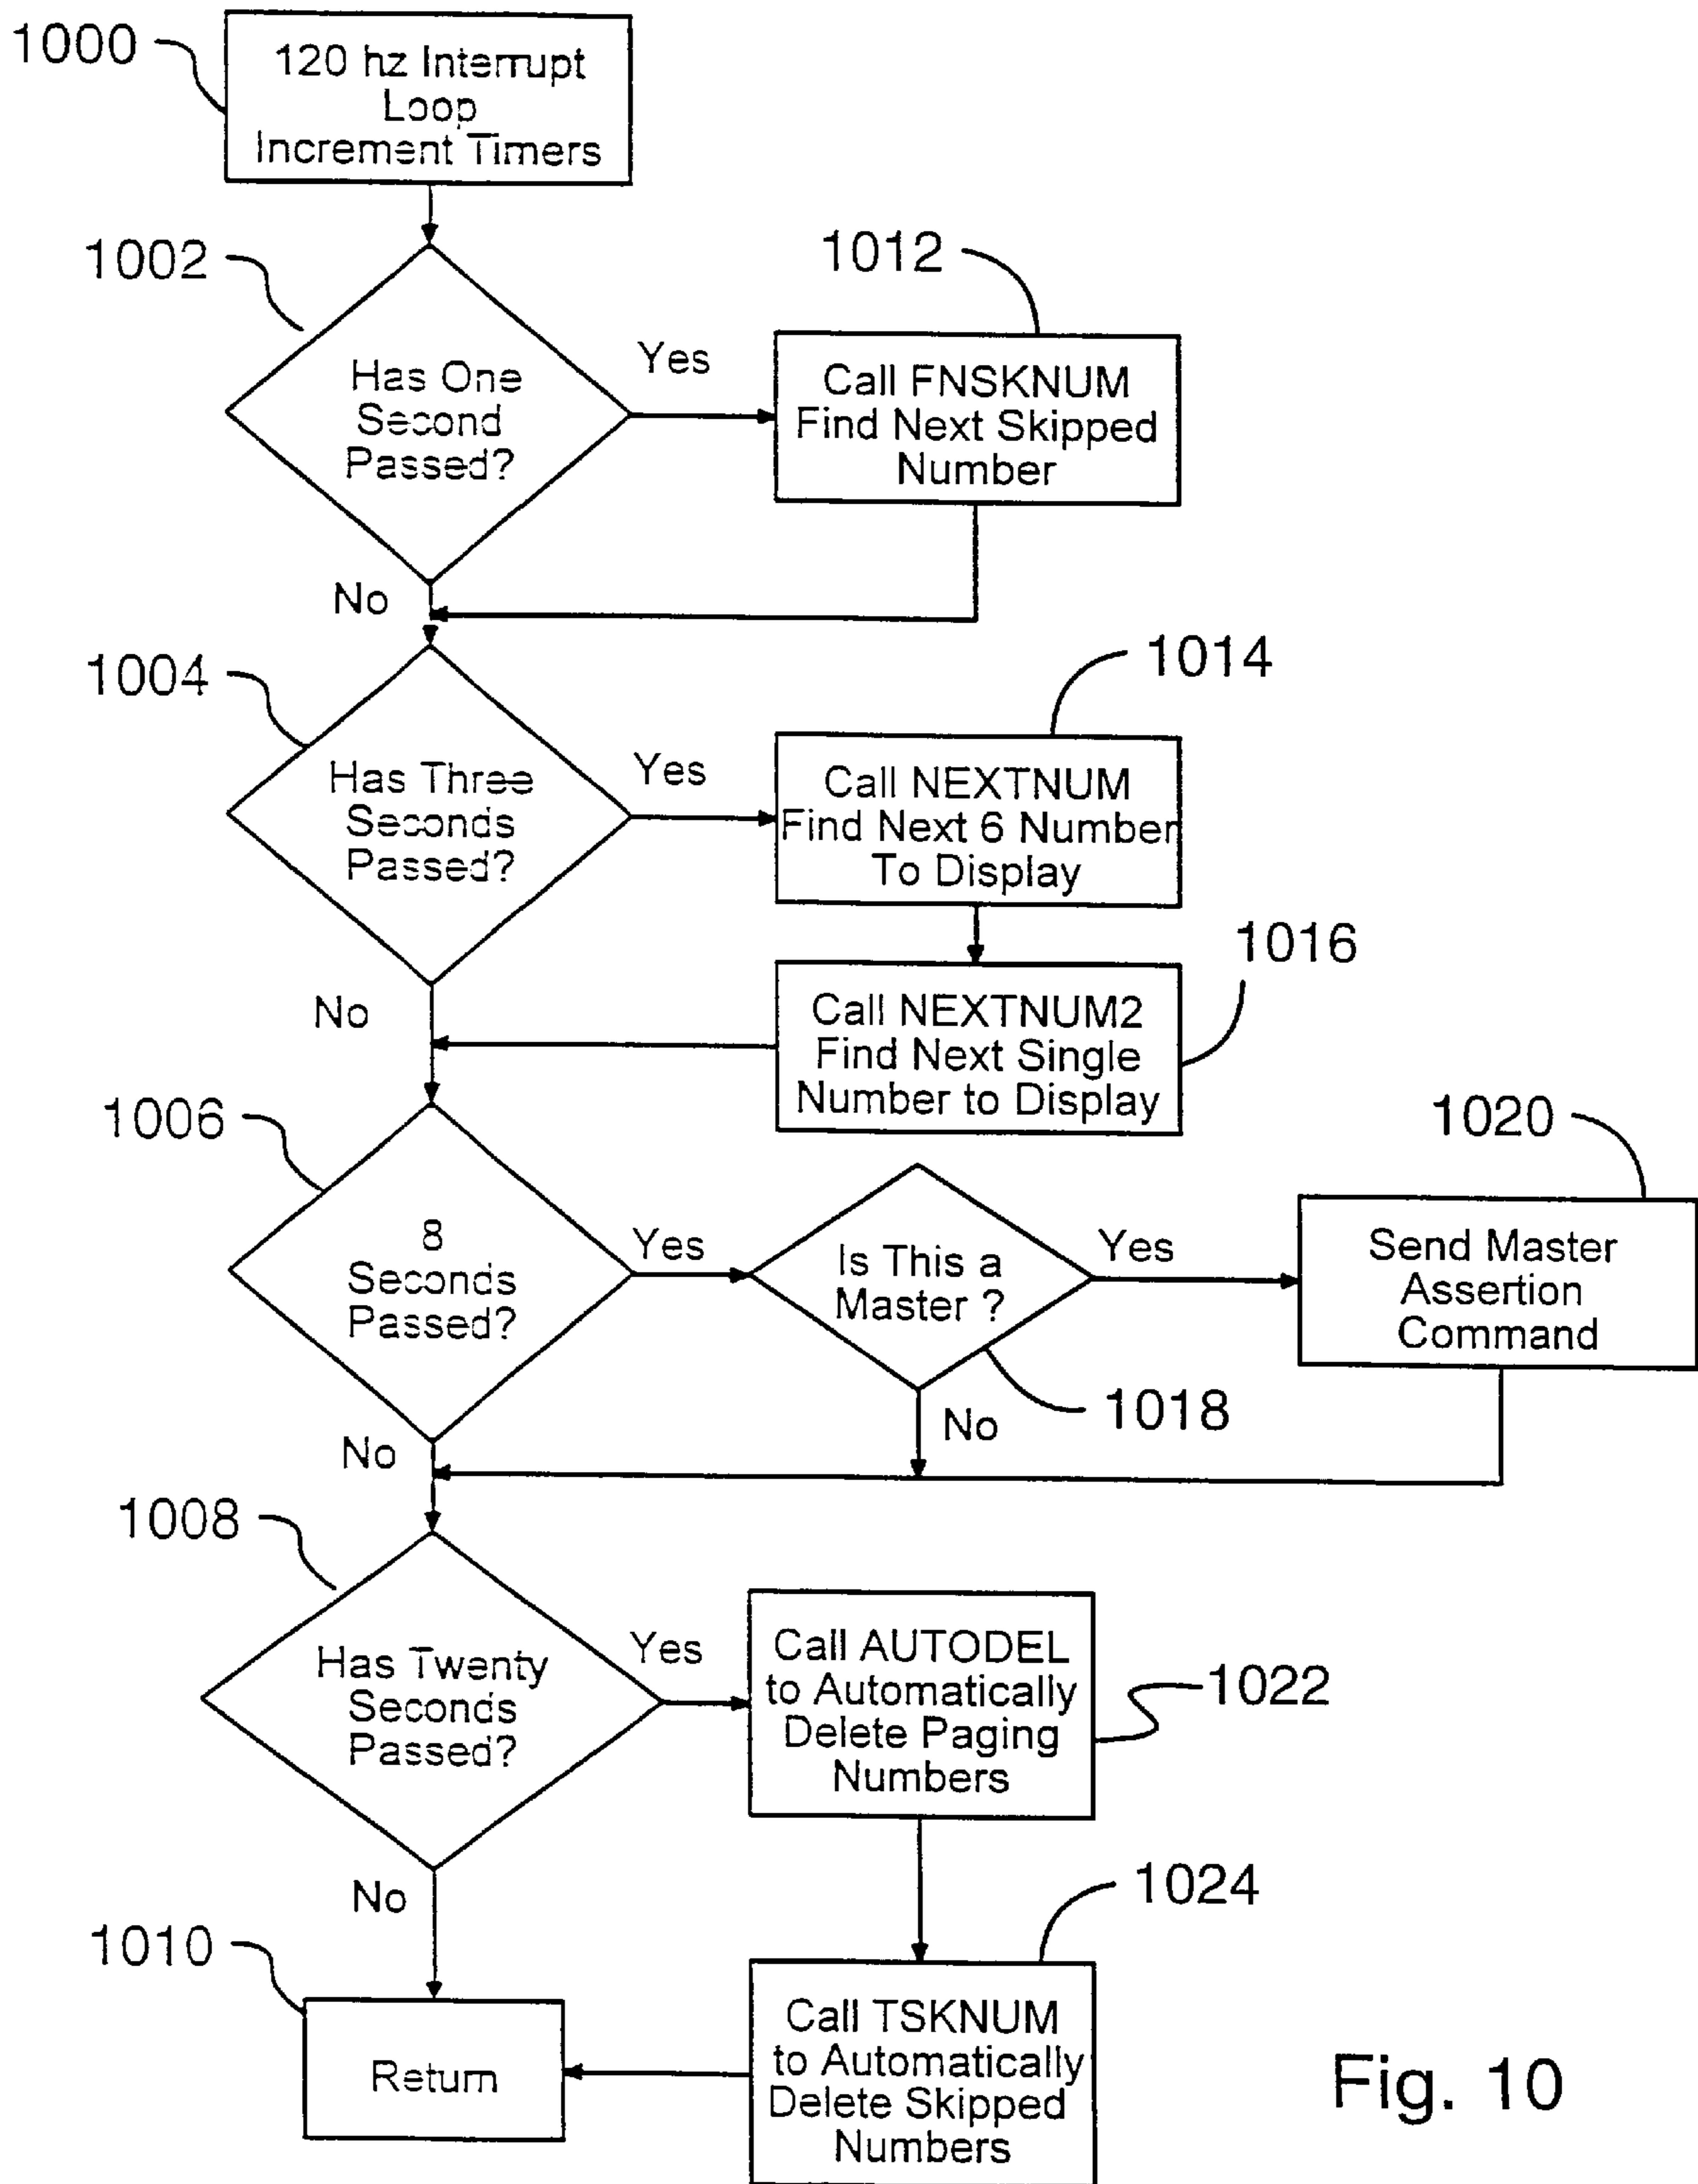 1000
120 hz Interrupt
Loop
Increment Timers
1002
Has One
Second
Passed?
Yes
No
1012
Call FNSKNUM
Find Next Skipped
Number
1004
Has Three
Seconds
Passed?
Yes
No
1014
Call NEXTNUM
Find Next 6 Number
To Display
1016
Call NEXTNUM2
Find Next Single
Number to Display
1006
8
Seconds
Passed?
Yes
No
Is This a
Master ?
1018
Yes
No
1020
Send Master
Assertion
Command
1008
Has Twenty
Seconds
Passed?
Yes
No
Call AUTODEL
to Automatically
Delete Paging
Numbers
1022
1024
Call TSKNUM
to Automatically
Delete Skipped
Numbers
1010
Return
Fig. 10